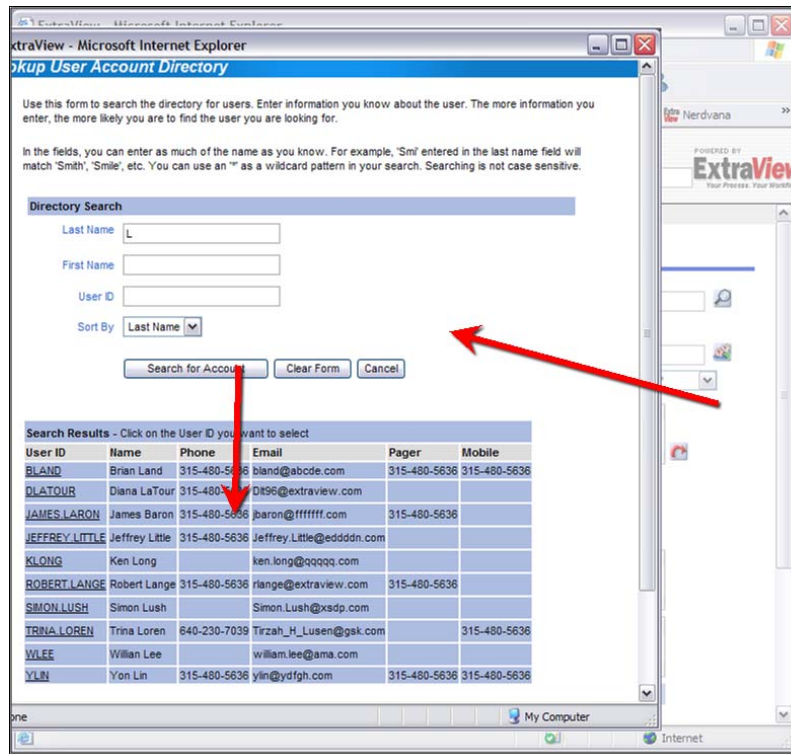 ExtraView - Microsoft Internet Explorer
xtraView - Microsoft Internet Explorer
okup User Account Directory
Use this form to search the directory for users. Enter information you know about the user. The more information you
enter, the more likely you are to find the user you are looking for.
In the fields, you can enter as much of the name as you know. For example, 'Smi' entered in the last name field will
match 'Smith', 'Smile', etc. You can use an '*' as a wildcard pattern in your search. Searching is not case sensitive.
Extra View Nerdvana »
POWERED BY
ExtraView
Your Process. Your Workfl
Directory Search
Last Name L
First Name
User ID
Sort By Last Name
Search for Account Clear Form Cancel
Search Results - Click on the User ID you want to select
User ID Name Phone Email Pager Mobile
BLAND Brian Land 315-480-5636 bland@abcde.com 315-480-5636 315-480-5636
DLATOUR Diana LaTour 315-480-5636 Dlt96@extraview.com
JAMES.LARON James Baron 315-480-5636 jbaron@fffffff.com 315-480-5636
JEFFREY.LITTLE Jeffrey Little 315-480-5636 Jeffrey.Little@eddddn.com
KLONG Ken Long ken.long@qqqqq.com
ROBERT.LANGE Robert Lange 315-480-5636 rlange@extraview.com 315-480-5636
SIMON.LUSH Simon Lush Simon.Lush@xsdp.com
TRINA.LOREN Trina Loren 640-230-7039 Tirzah_H_Lusen@gsk.com 315-480-5636
WLEE Willian Lee william.lee@ama.com
YLIN Yon Lin 315-480-5636 ylin@ydfgh.com 315-480-5636 315-480-5636
one My Computer
Internet